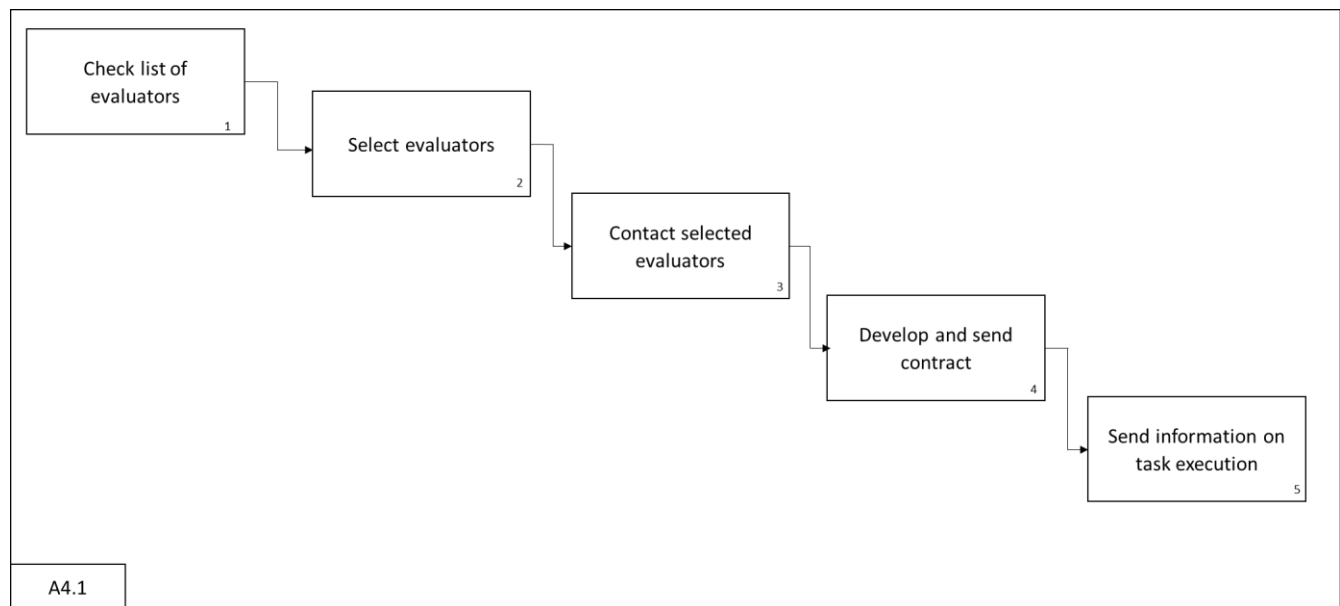 Check list of
evaluators
1
Select evaluators
2
Contact selected
evaluators
3
Develop and send
contract
4
Send information on
task execution
5
A4.1